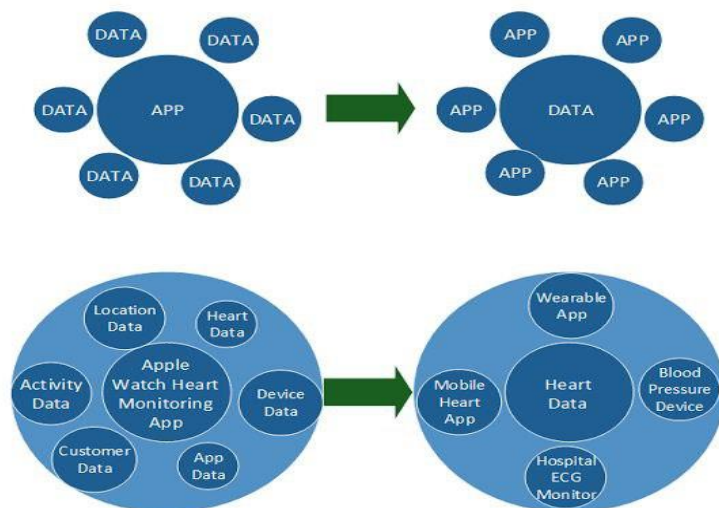 DATA
DATA
DATA
APP
DATA
DATA
DATA
APP
APP
APP
DATA
APP
APP
APP
Location
Data
Heart
Data
Activity
Data
Apple
Watch Heart
Monitoring
App
Device
Data
Customer
Data
App
Data
Wearable
App
Mobile
Heart
App
Heart
Data
Blood
Pressure
Device
Hospital
ECG
Monitor